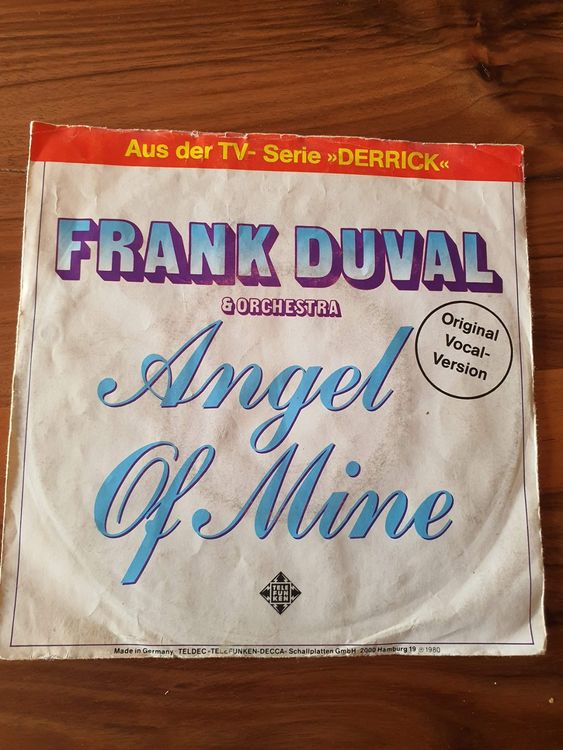 Aus der TV- Serie »DERRICK«
FRANK DUVAL
& ORCHESTRA
Original
Vocal-
Version
Angel
Of Mine
TELE
FUN
KEN
Made in Germany TELDEC »TELEFUNKEN-DECCA« Schallplatten GmbH · 2000 Hamburg 19 ℗ 1980